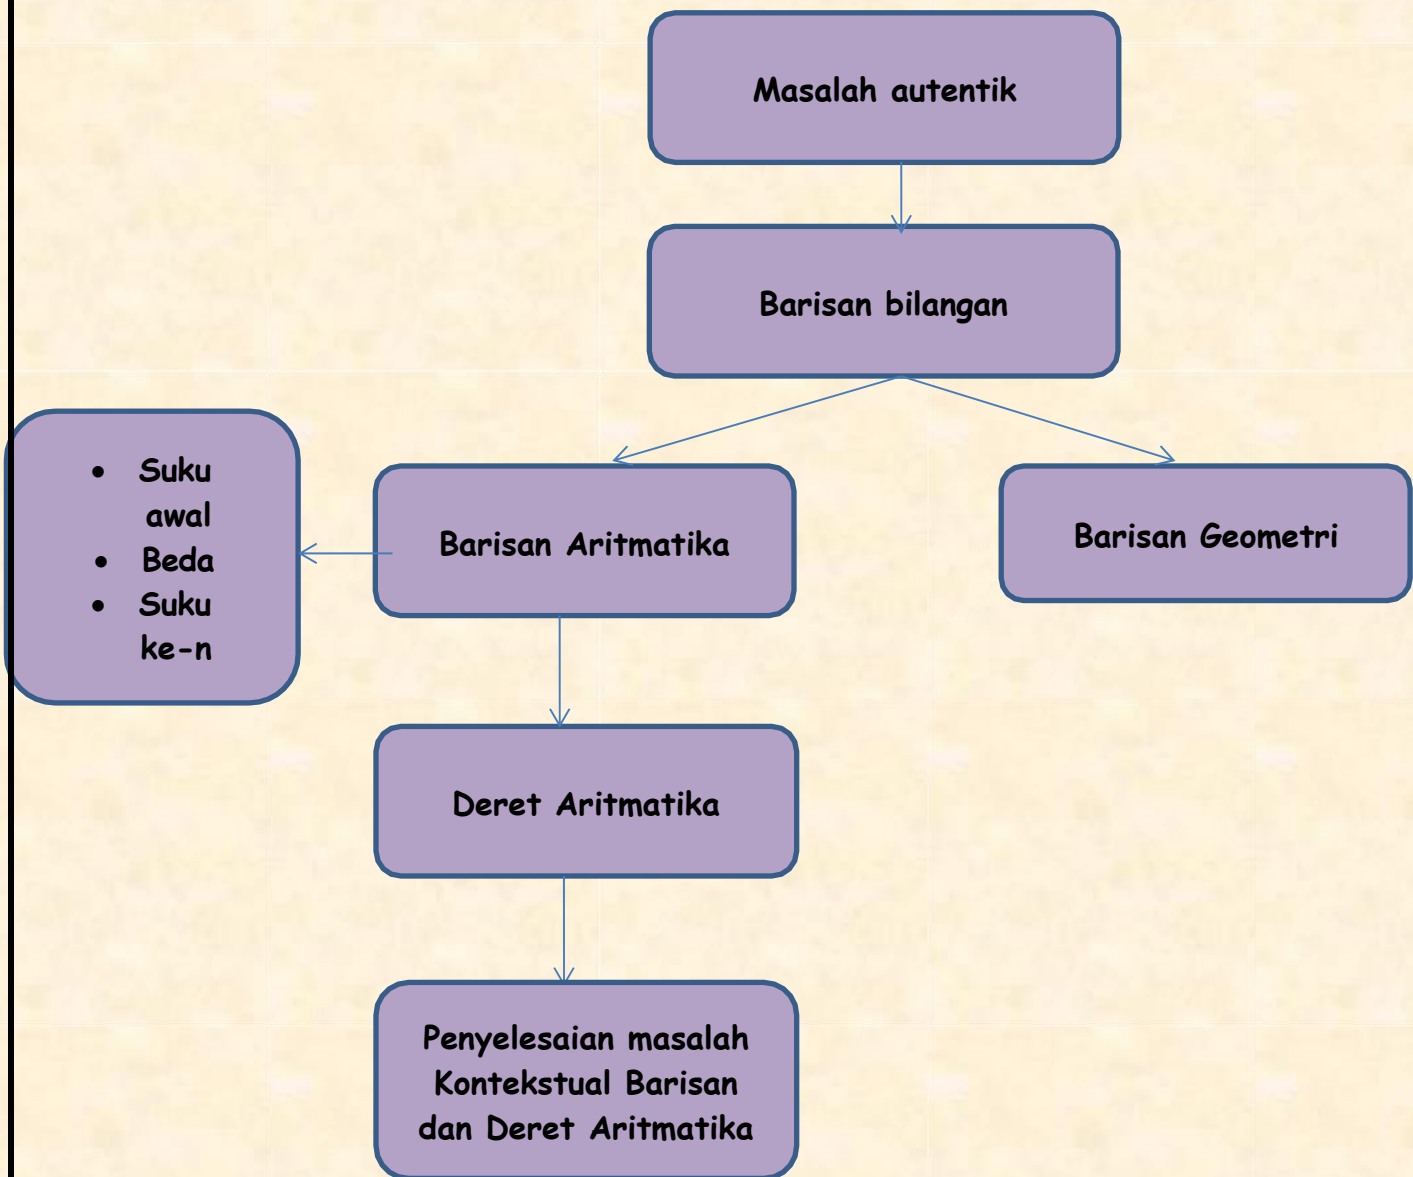 Masalah autentik
Barisan bilangan
• Suku
awal
• Beda
• Suku
ke-n
Barisan Aritmatika
Barisan Geometri
Deret Aritmatika
Penyelesaian masalah
Kontekstual Barisan
dan Deret Aritmatika